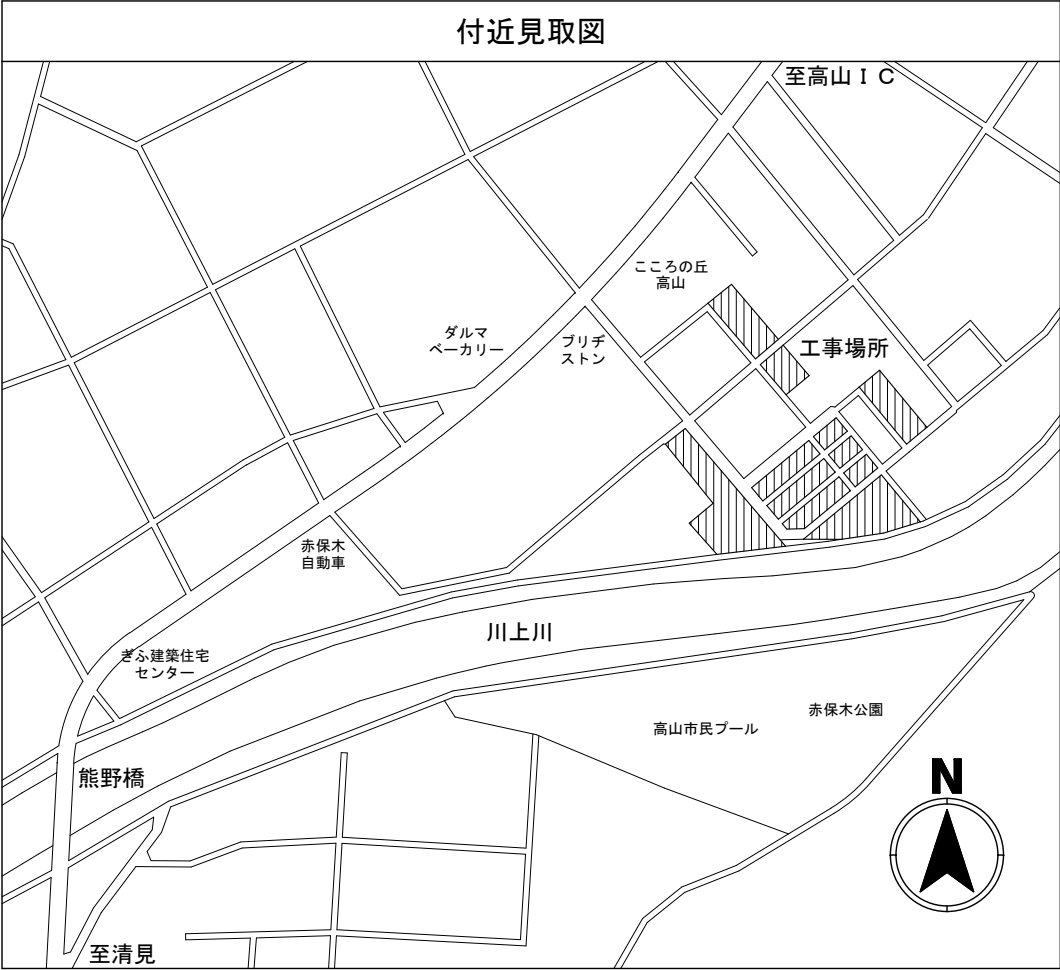 付近見取図
至高山ＩＣ
こころの丘
高山
ダルマ
ベーカリー
ブリヂ
ストン
工事場所
赤保木
自動車
川上川
ぎふ建築住宅
センター
赤保木公園
高山市民プール
熊野橋
N
至清見